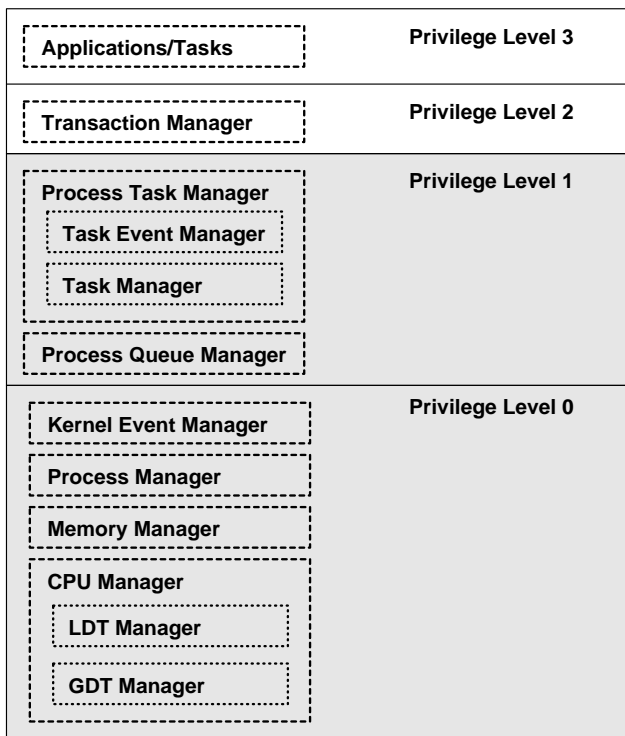 Applications/Tasks
Privilege Level 3
Transaction Manager
Privilege Level 2
Process Task Manager
Privilege Level 1
Task Event Manager
Task Manager
Process Queue Manager
Kernel Event Manager
Privilege Level 0
Process Manager
Memory Manager
CPU Manager
LDT Manager
GDT Manager